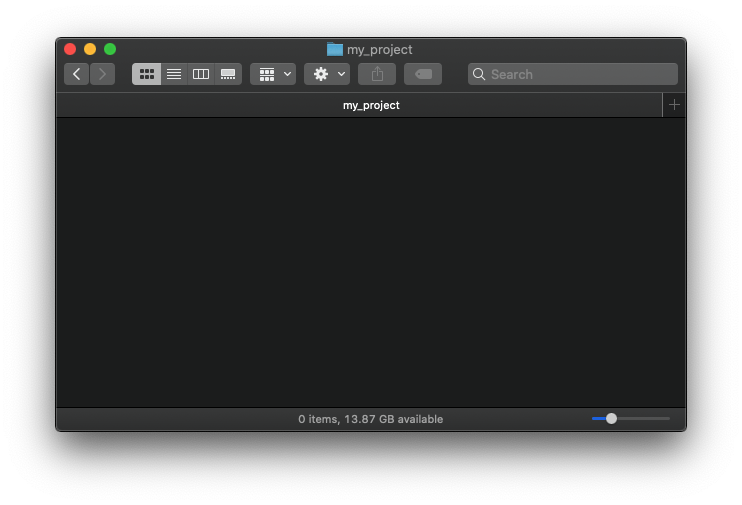 my_project
Search
my_project
0 items, 13.87 GB available